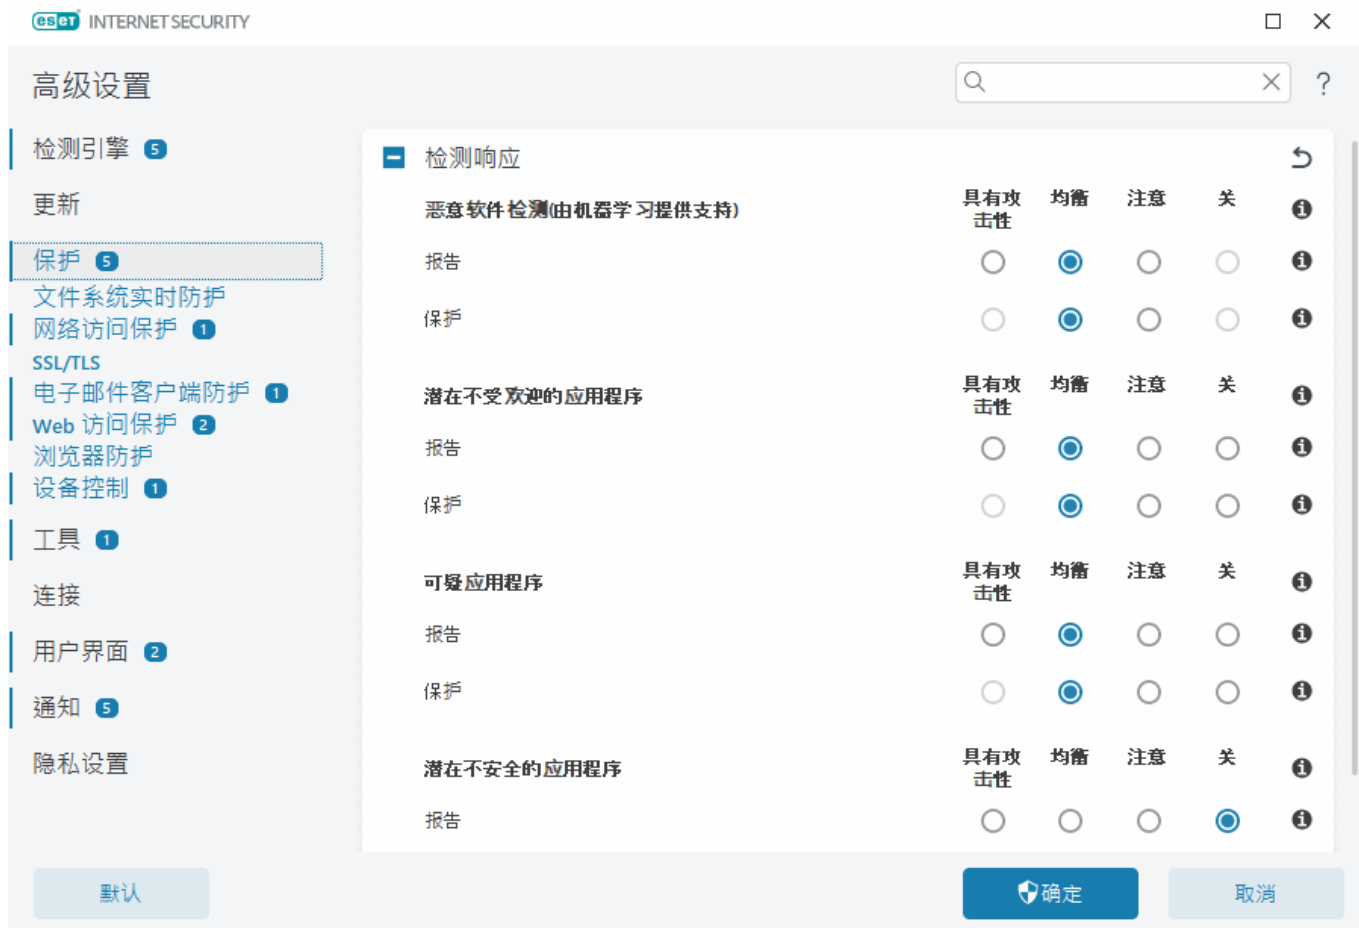 eset INTERNET SECURITY
高级设置
?
检测引擎 5
更新
保护 5
文件系统实时防护
网络访问保护 1
SSL/TLS
电子邮件客户端防护 1
Web 访问保护 2
浏览器防护
设备控制 1
工具 1
连接
用户界面 2
通知 5
隐私设置
检测响应
恶意软件检测(由机器学习提供支持)
具有攻击性 均衡 注意 关
报告
保护
潜在不受欢迎的应用程序
具有攻击性 均衡 注意 关
报告
保护
可疑应用程序
具有攻击性 均衡 注意 关
报告
保护
潜在不安全的应用程序
具有攻击性 均衡 注意 关
报告
默认
确定
取消